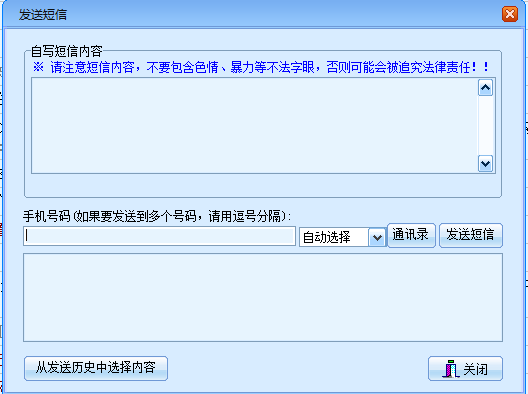 发送短信
自写短信内容
※ 请注意短信内容，不要包含色情、暴力等不法字眼，否则可能会被追究法律责任！！
手机号码(如果要发送到多个号码，请用逗号分隔):
自动选择 通讯录 发送短信
从发送历史中选择内容 关闭